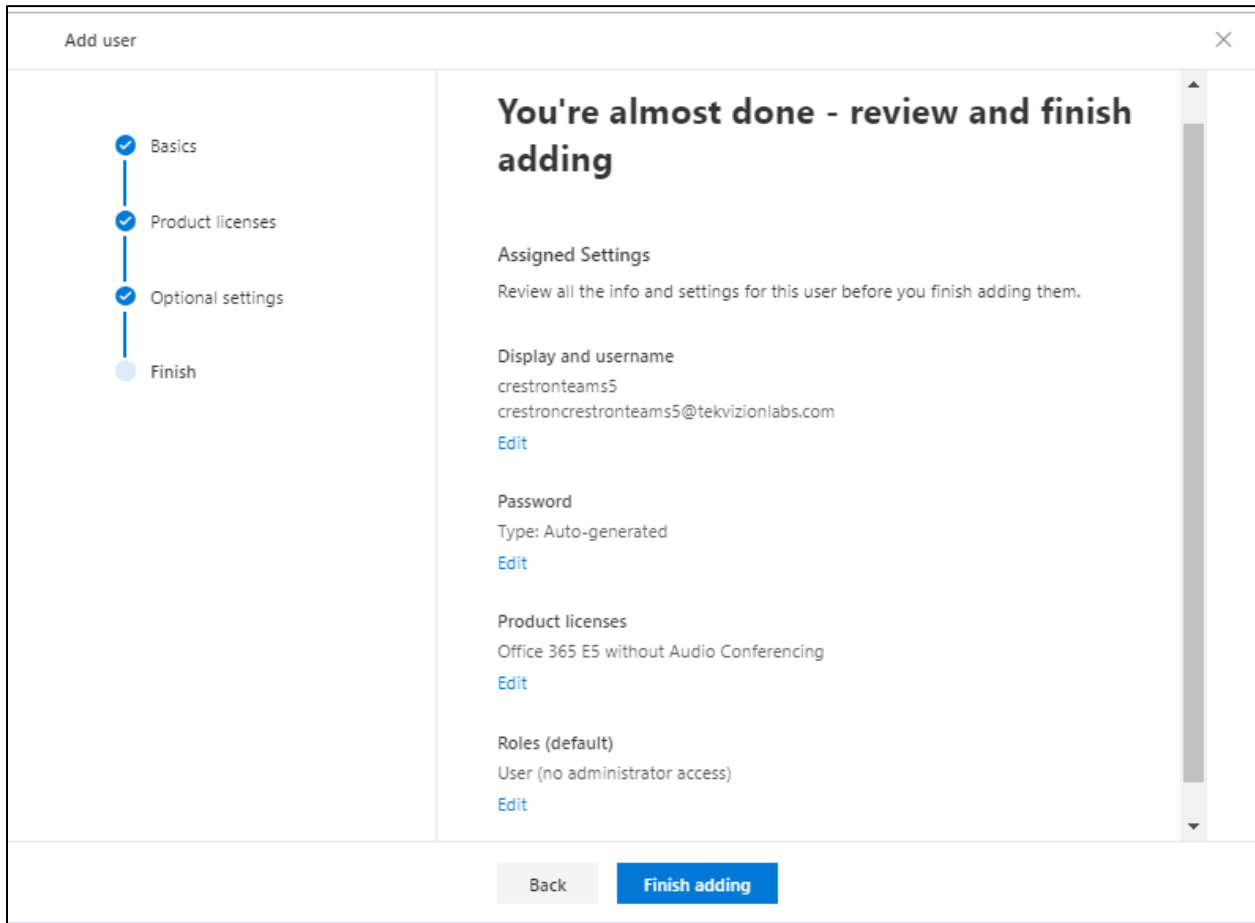 Add user
Basics
Product licenses
Optional settings
Finish
You're almost done - review and finish
adding
Assigned Settings
Review all the info and settings for this user before you finish adding them.
Display and username
crestronteams5
crestroncrestronteams5@tekvizionlabs.com
Edit
Password
Type: Auto-generated
Edit
Product licenses
Office 365 E5 without Audio Conferencing
Edit
Roles (default)
User (no administrator access)
Edit
Back
Finish adding